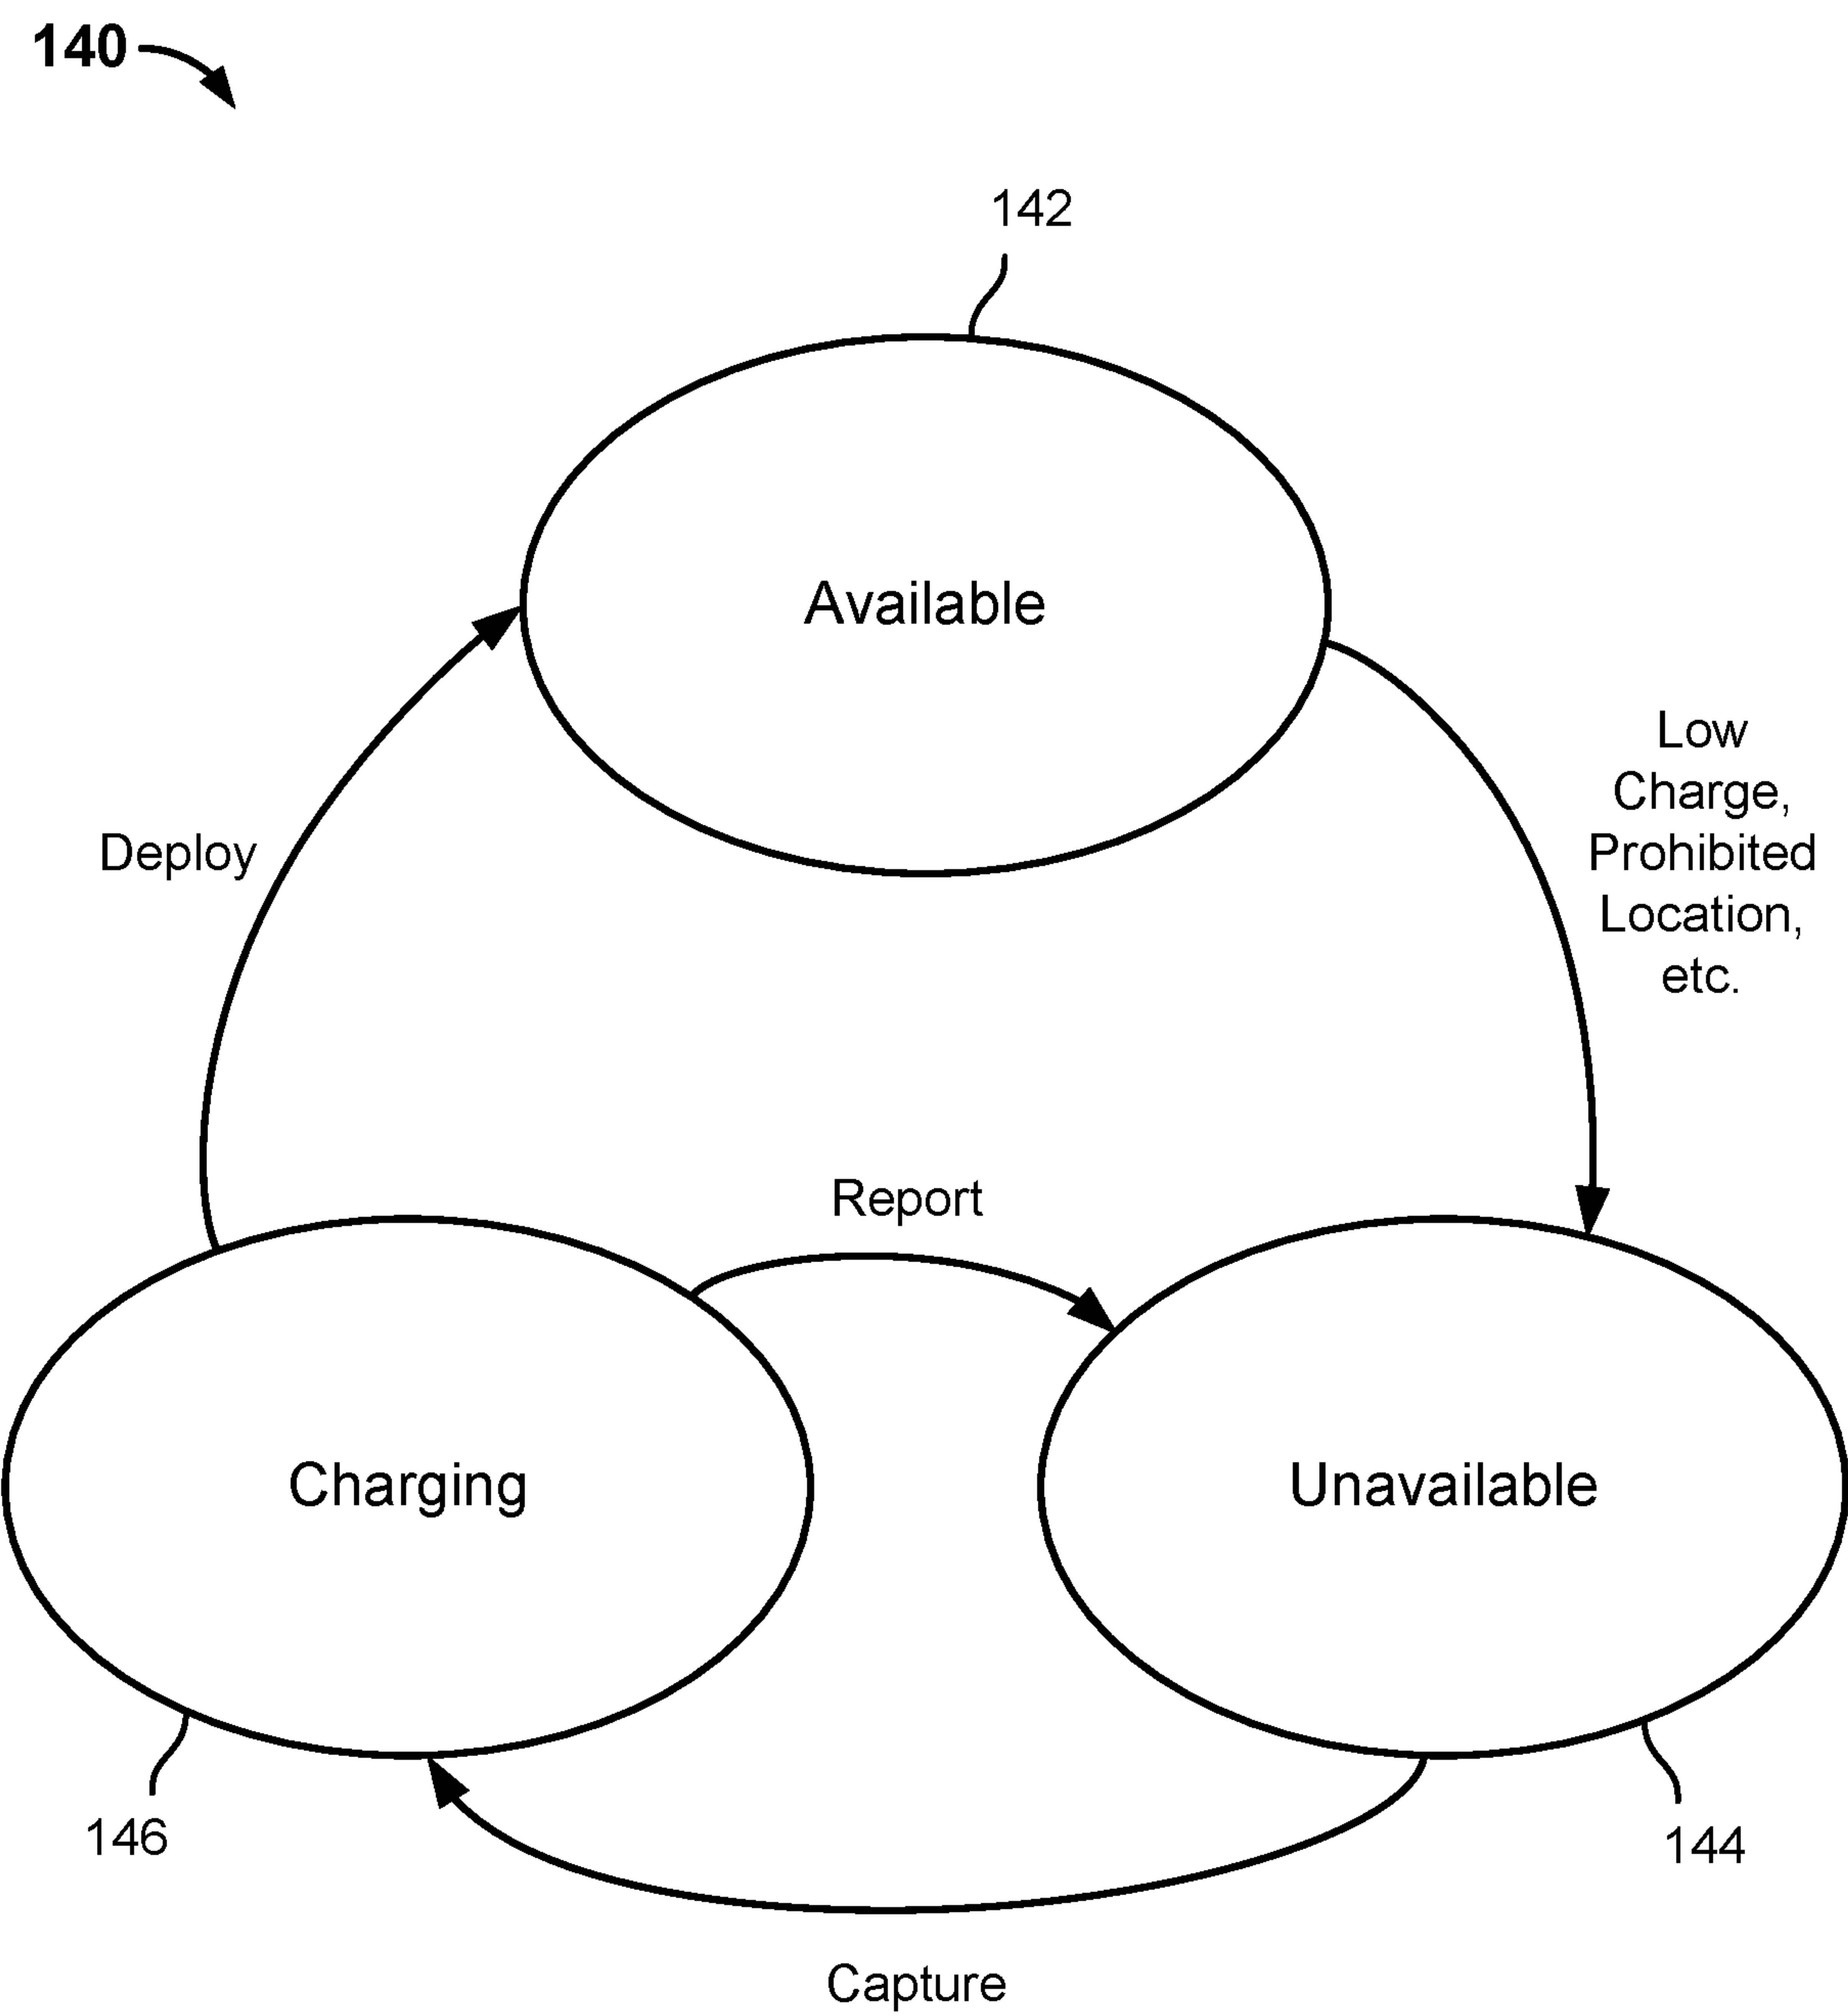 140
142
Available
Low
Charge,
Prohibited
Location,
etc.
Deploy
Report
Charging
Unavailable
146
144
Capture